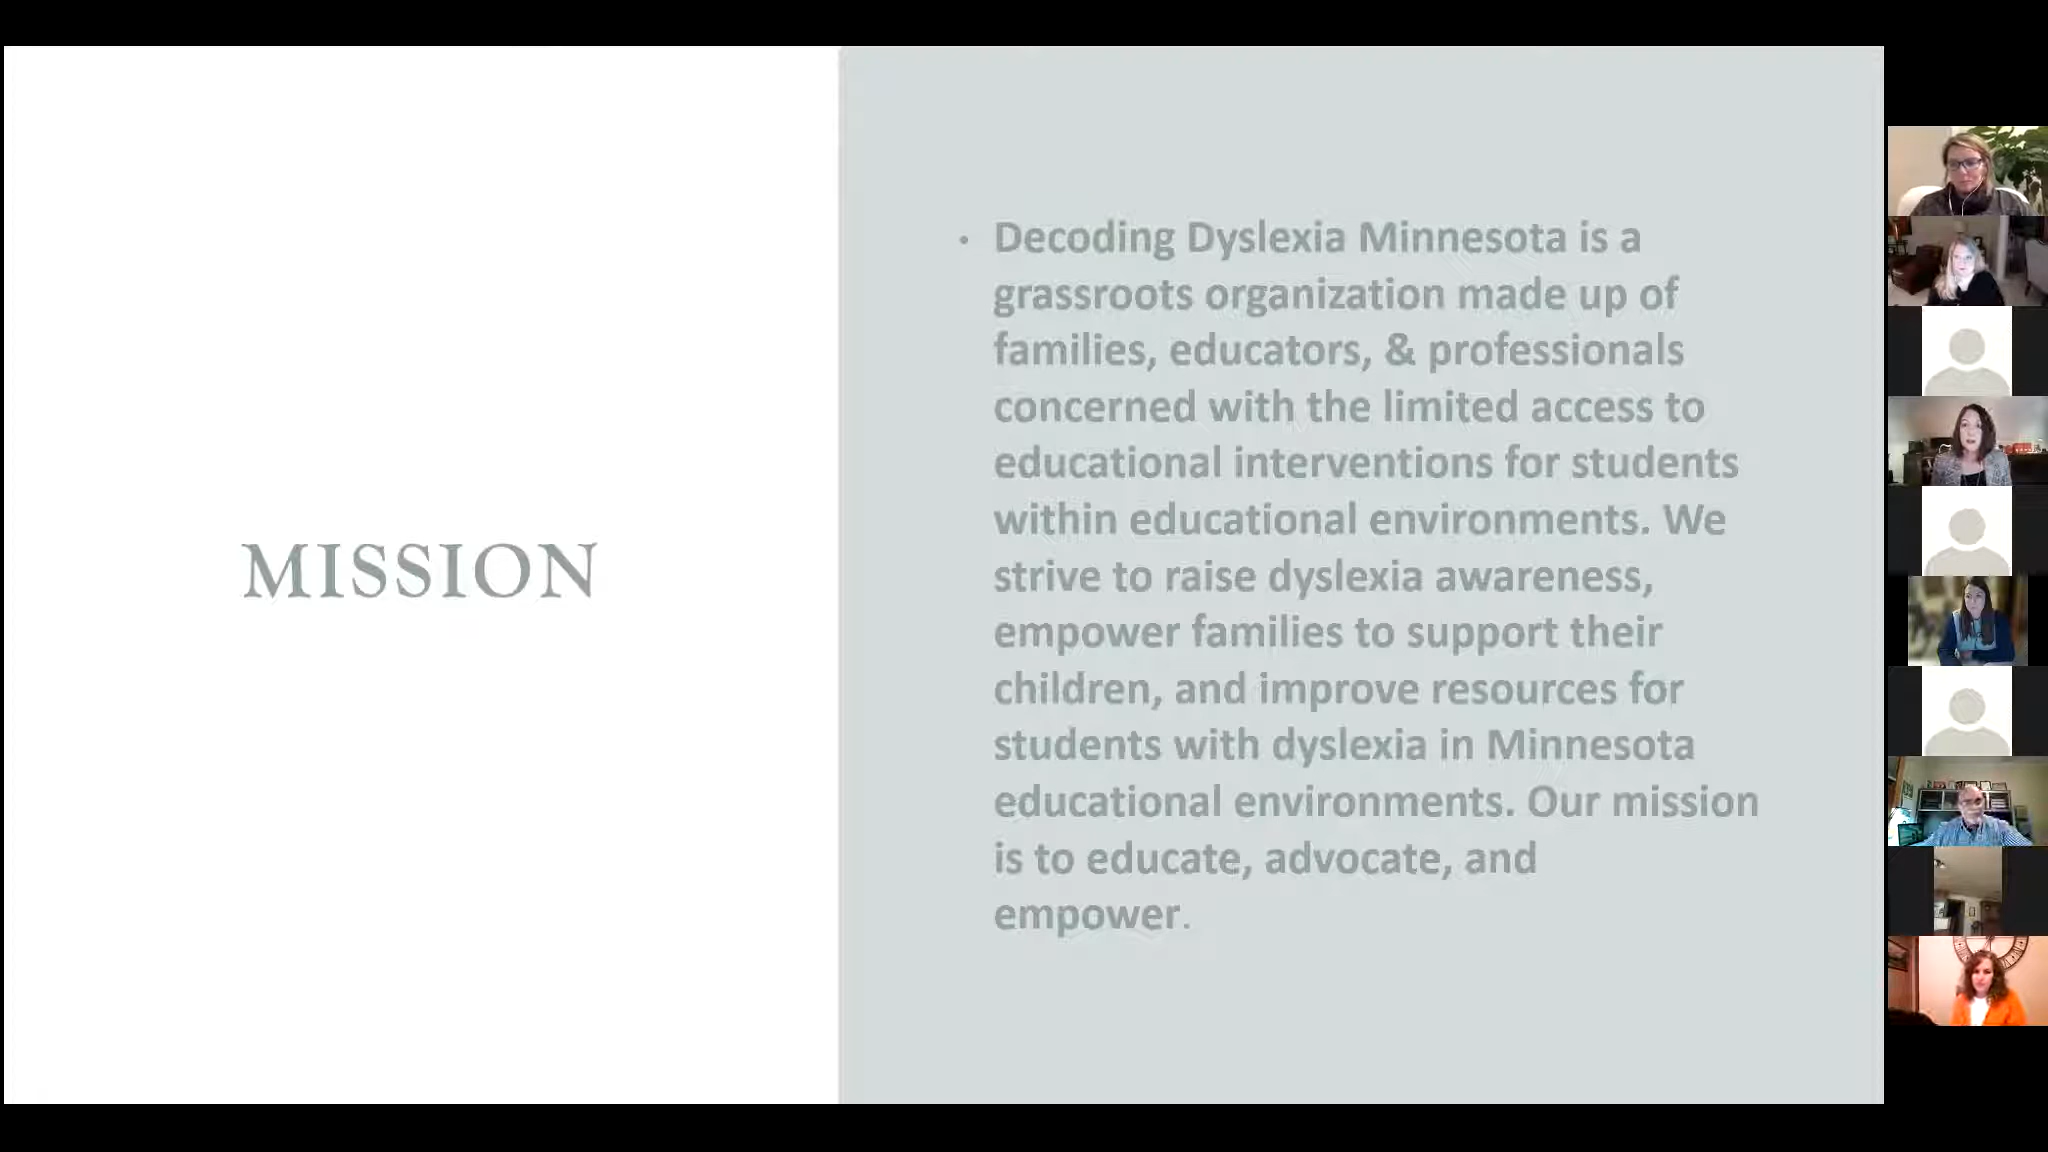 MISSION
• Decoding Dyslexia Minnesota is a
grassroots organization made up of
families, educators, & professionals
concerned with the limited access to
educational interventions for students
within educational environments. We
strive to raise dyslexia awareness,
empower families to support their
children, and improve resources for
students with dyslexia in Minnesota
educational environments. Our mission
is to educate, advocate, and
empower.